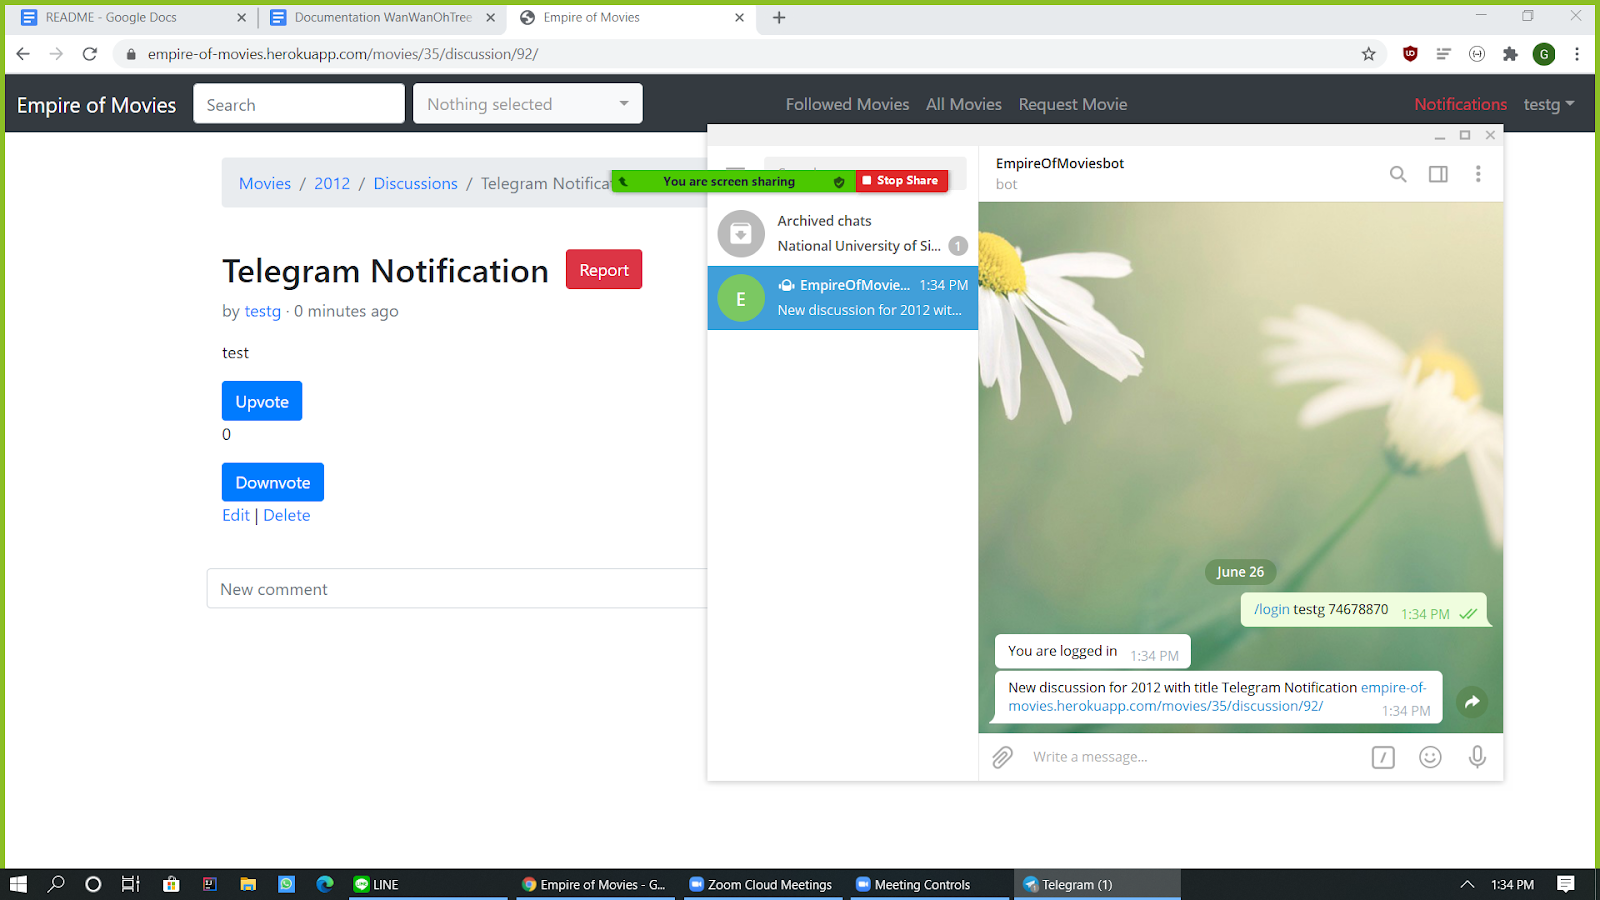 README - Google Docs
Documentation WanWanOhTree
Empire of Movies
empire-of-movies.herokuapp.com/movies/35/discussion/92/
G
Empire of Movies
Search
Nothing selected
Followed Movies
All Movies
Request Movie
Notifications
testg
Movies / 2012 / Discussions / Telegram Notificat
You are screen sharing
Stop Share
Telegram Notification
Report
by testg · 0 minutes ago
test
Upvote
0
Downvote
Edit | Delete
New comment
Archived chats
National University of Si...
1
E
EmpireOfMovie...
1:34 PM
New discussion for 2012 wit...
EmpireOfMoviesbot
bot
June 26
/login testg 74678870
1:34 PM
You are logged in
1:34 PM
New discussion for 2012 with title Telegram Notification empire-of-
movies.herokuapp.com/movies/35/discussion/92/
1:34 PM
Write a message...
LINE
Empire of Movies - G...
Zoom Cloud Meetings
Meeting Controls
Telegram (1)
1:34 PM